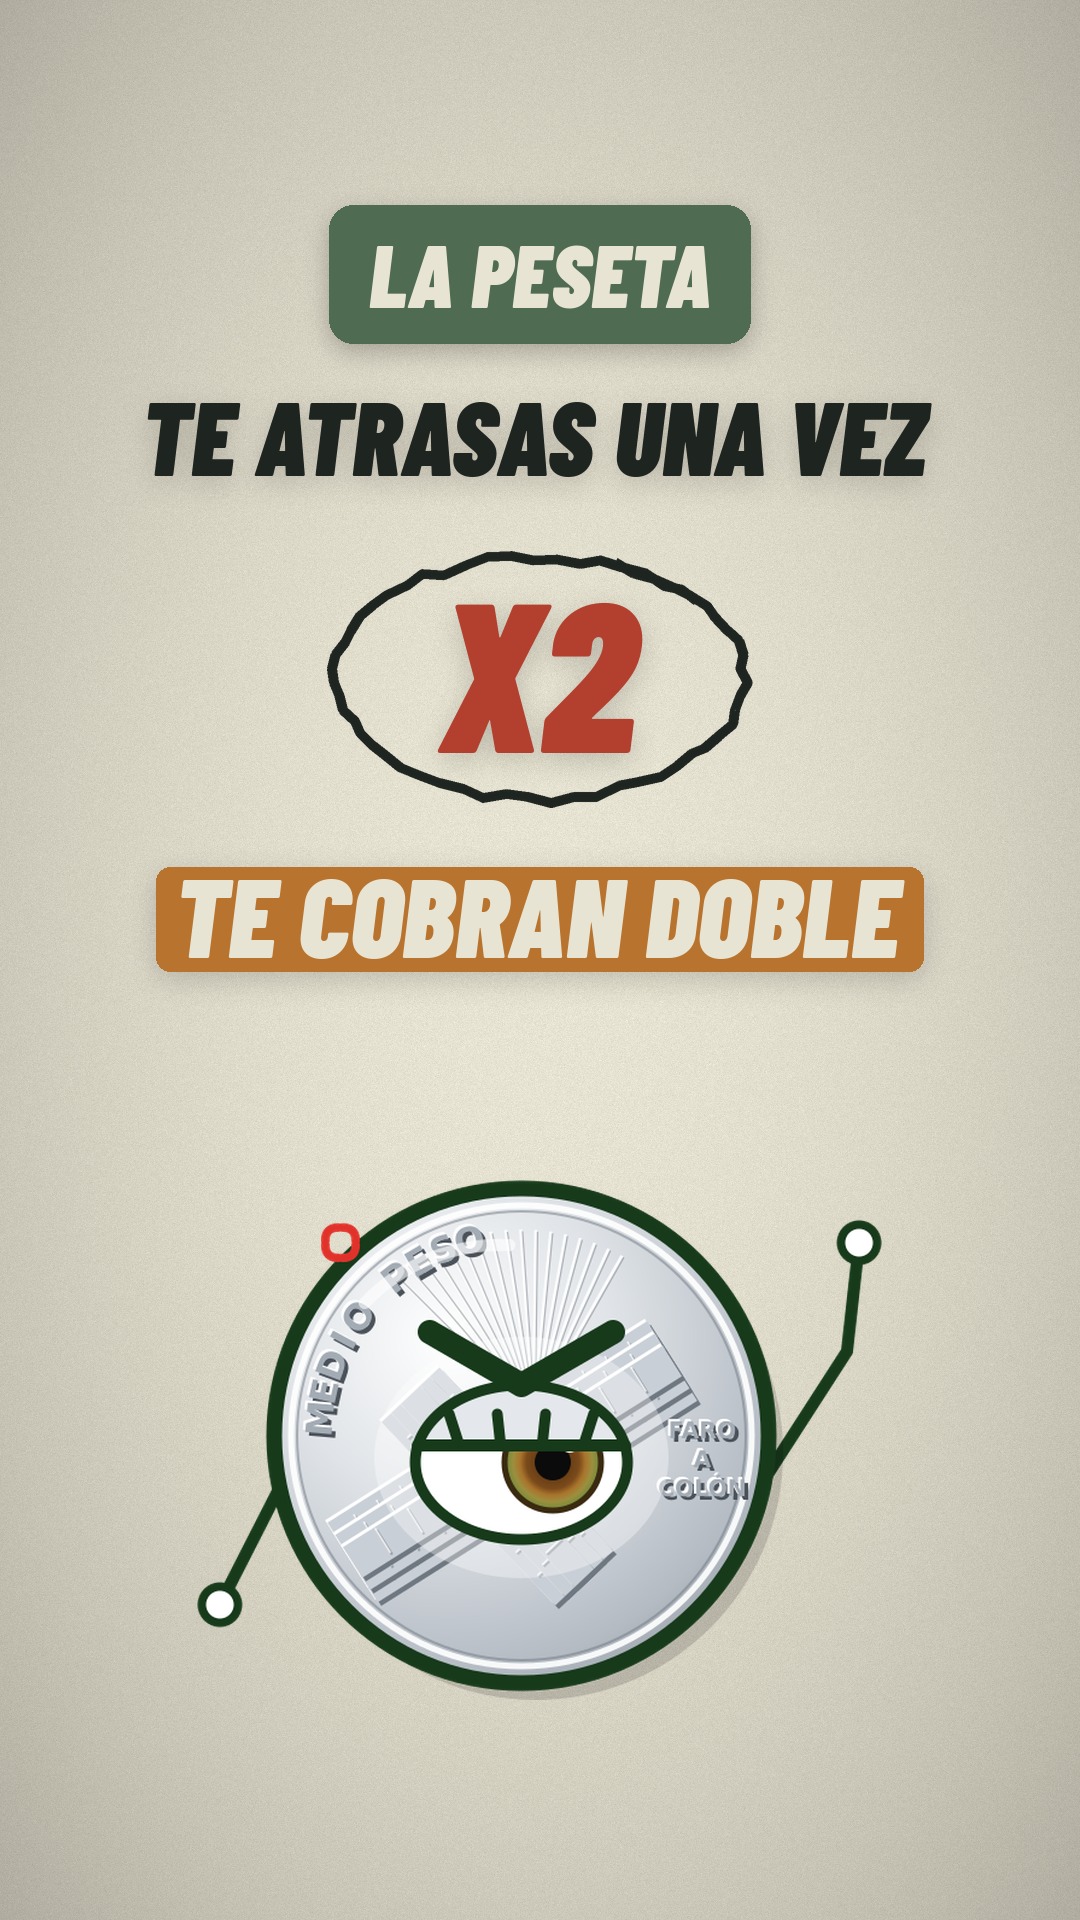 LA PESETA
TE ATRASAS UNA VEZ
X2
TE COBRAN DOBLE
MEDIO PESO
FARO
A
COLÓN